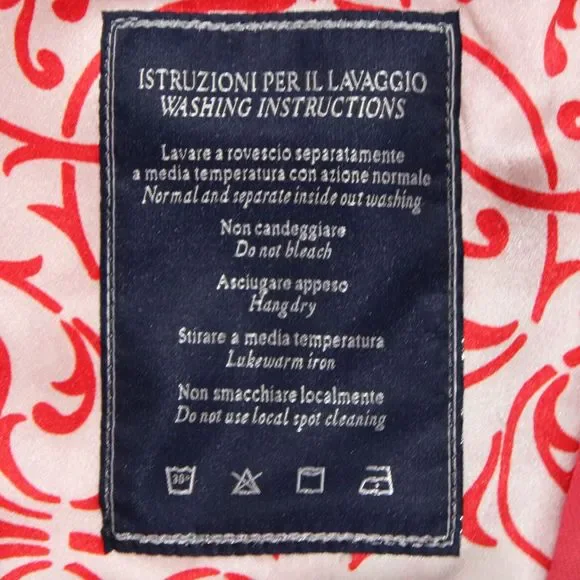 ISTRUZIONI PER IL LAVAGGIO
WASHING INSTRUCTIONS
Lavare a rovescio separatamente
a media temperatura con azione normale
Normal and separate inside out washing
Non candeggiare
Do not bleach
Asciugare appeso
Hang dry
Stirare a media temperatura
Lukewarm iron
Non smacchiare localmente
Do not use local spot cleaning
30°